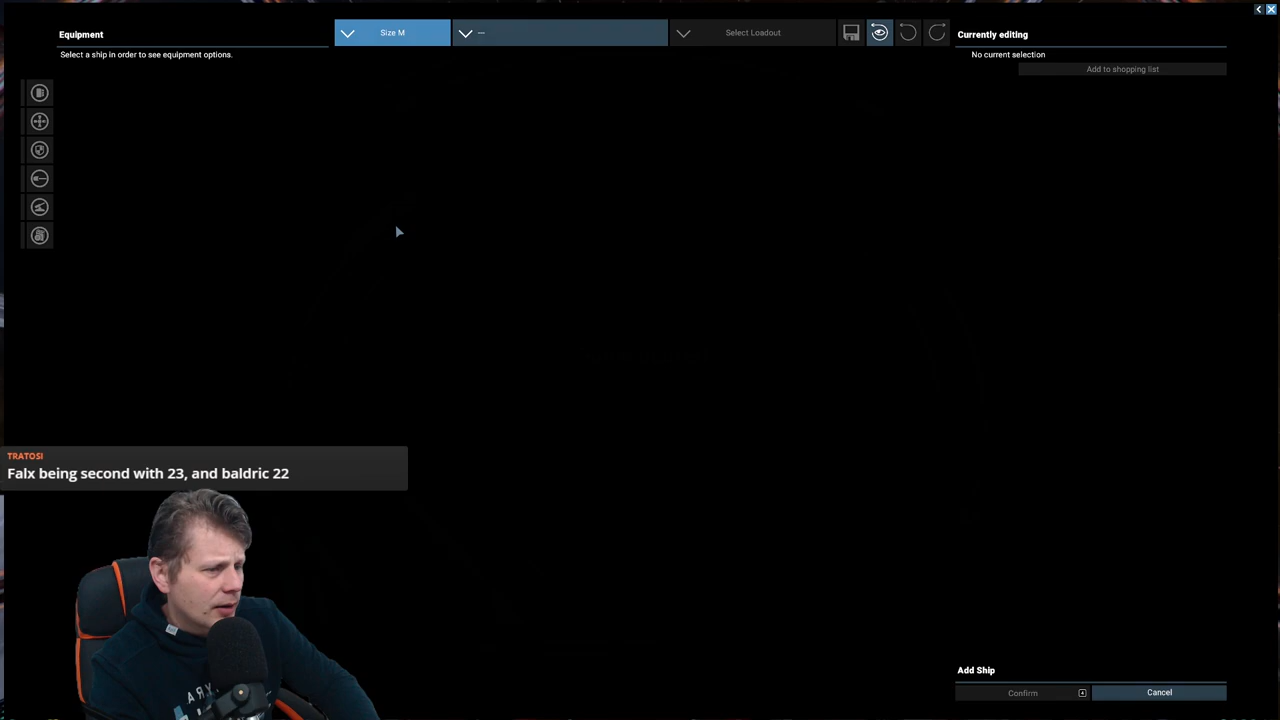 Equipment
Size M
--
Select Loadout
Currently editing
Select a ship in order to see equipment options.
No current selection
Add to shopping list
TRATOSI
Falx being second with 23, and baldric 22
Add Ship
Confirm
Cancel